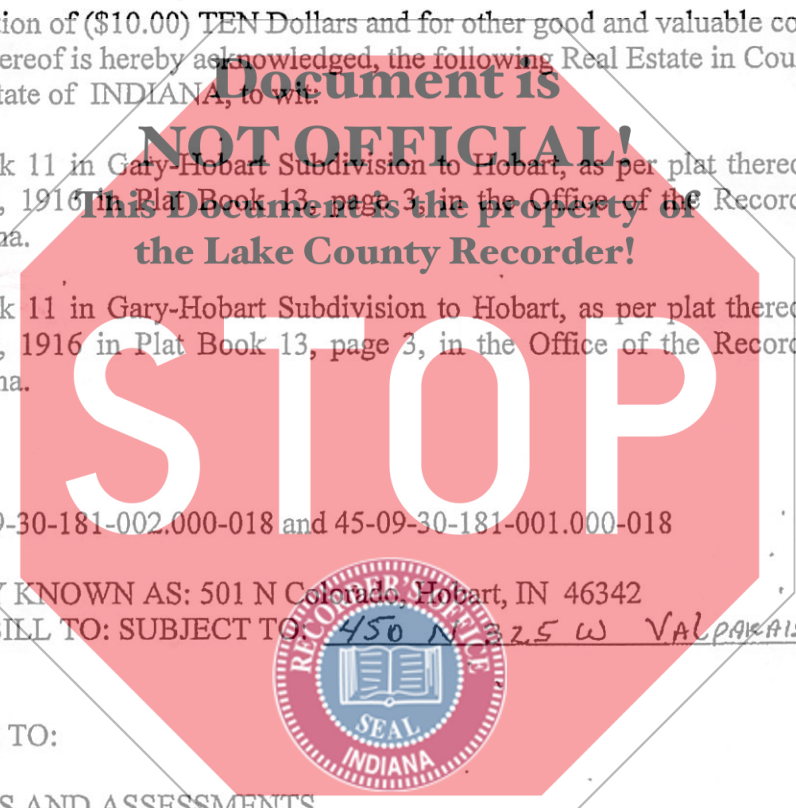 tion of ($10.00) TEN Dollars and for other good and valuable co
ereof is hereby acknowledged, the following Real Estate in Cou
tate of INDIANA, to wit:
Document is
NOT OFFICIAL!
k 11 in Gary-Hobart Subdivision to Hobart, as per plat thereo
, 1916 in Plat Book 13, page 3, in the Office of the Record
This Document is the property of
na.
the Lake County Recorder!
k 11 in Gary-Hobart Subdivision to Hobart, as per plat thereo
, 1916 in Plat Book 13, page 3, in the Office of the Record
na.
STOP
9-30-181-002.000-018 and 45-09-30-181-001.000-018
Y KNOWN AS: 501 N Colorado, Hobart, IN 46342
BILL TO: SUBJECT TO: 450 N 325 W VALPARAIS
RECORDER'S OFFICE
SEAL
INDIANA
TO:
S AND ASSESSMENTS